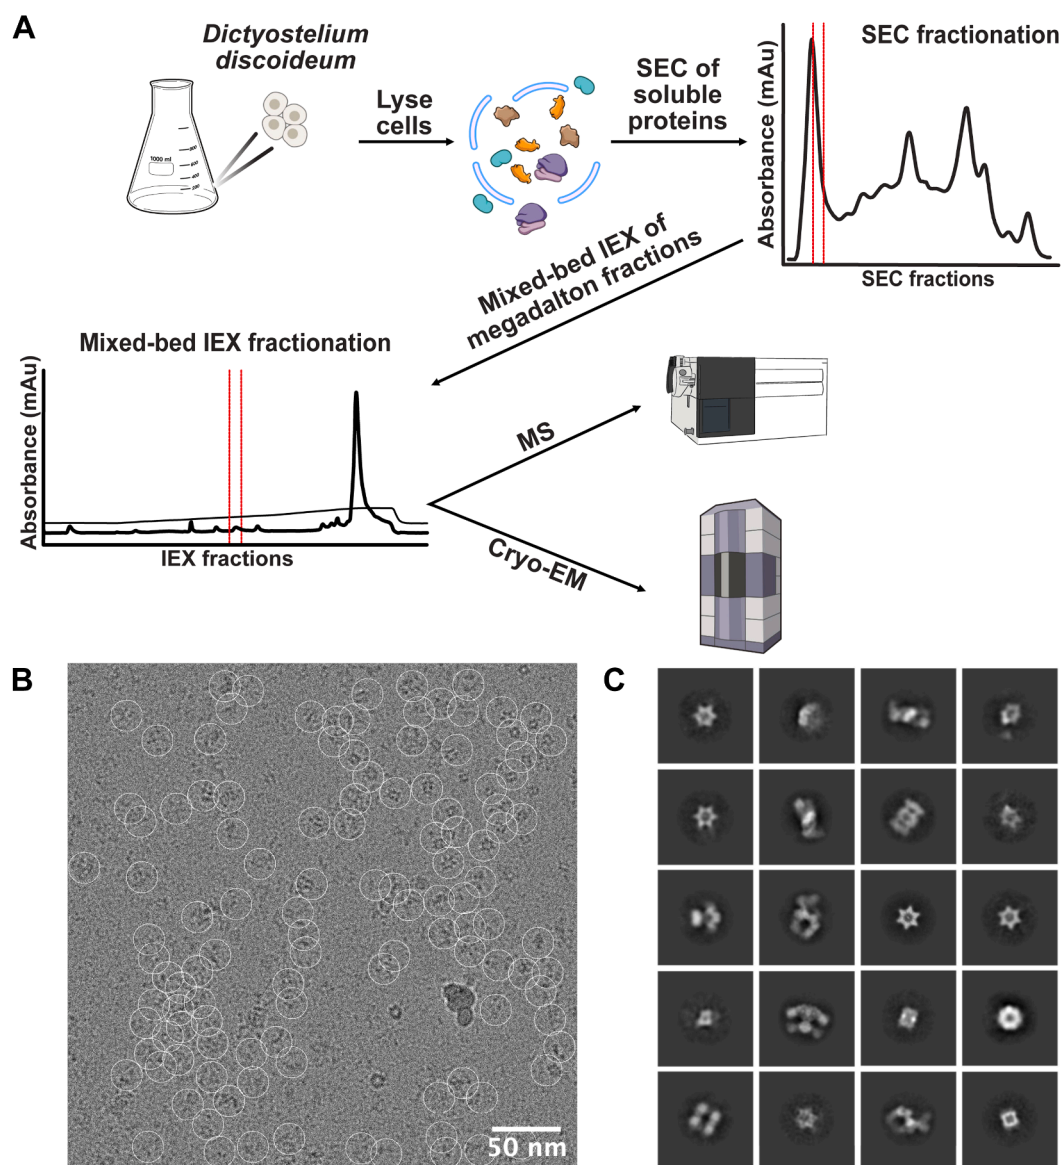 A
Dictyostelium
discoideum
1000 ml
Lyse
cells
SEC of
soluble
proteins
SEC fractionation
Absorbance (mAu)
SEC fractions
Mixed-bed IEX of
megadalton fractions
Mixed-bed IEX fractionation
Absorbance (mAu)
IEX fractions
MS
Cryo-EM
B
50 nm
C